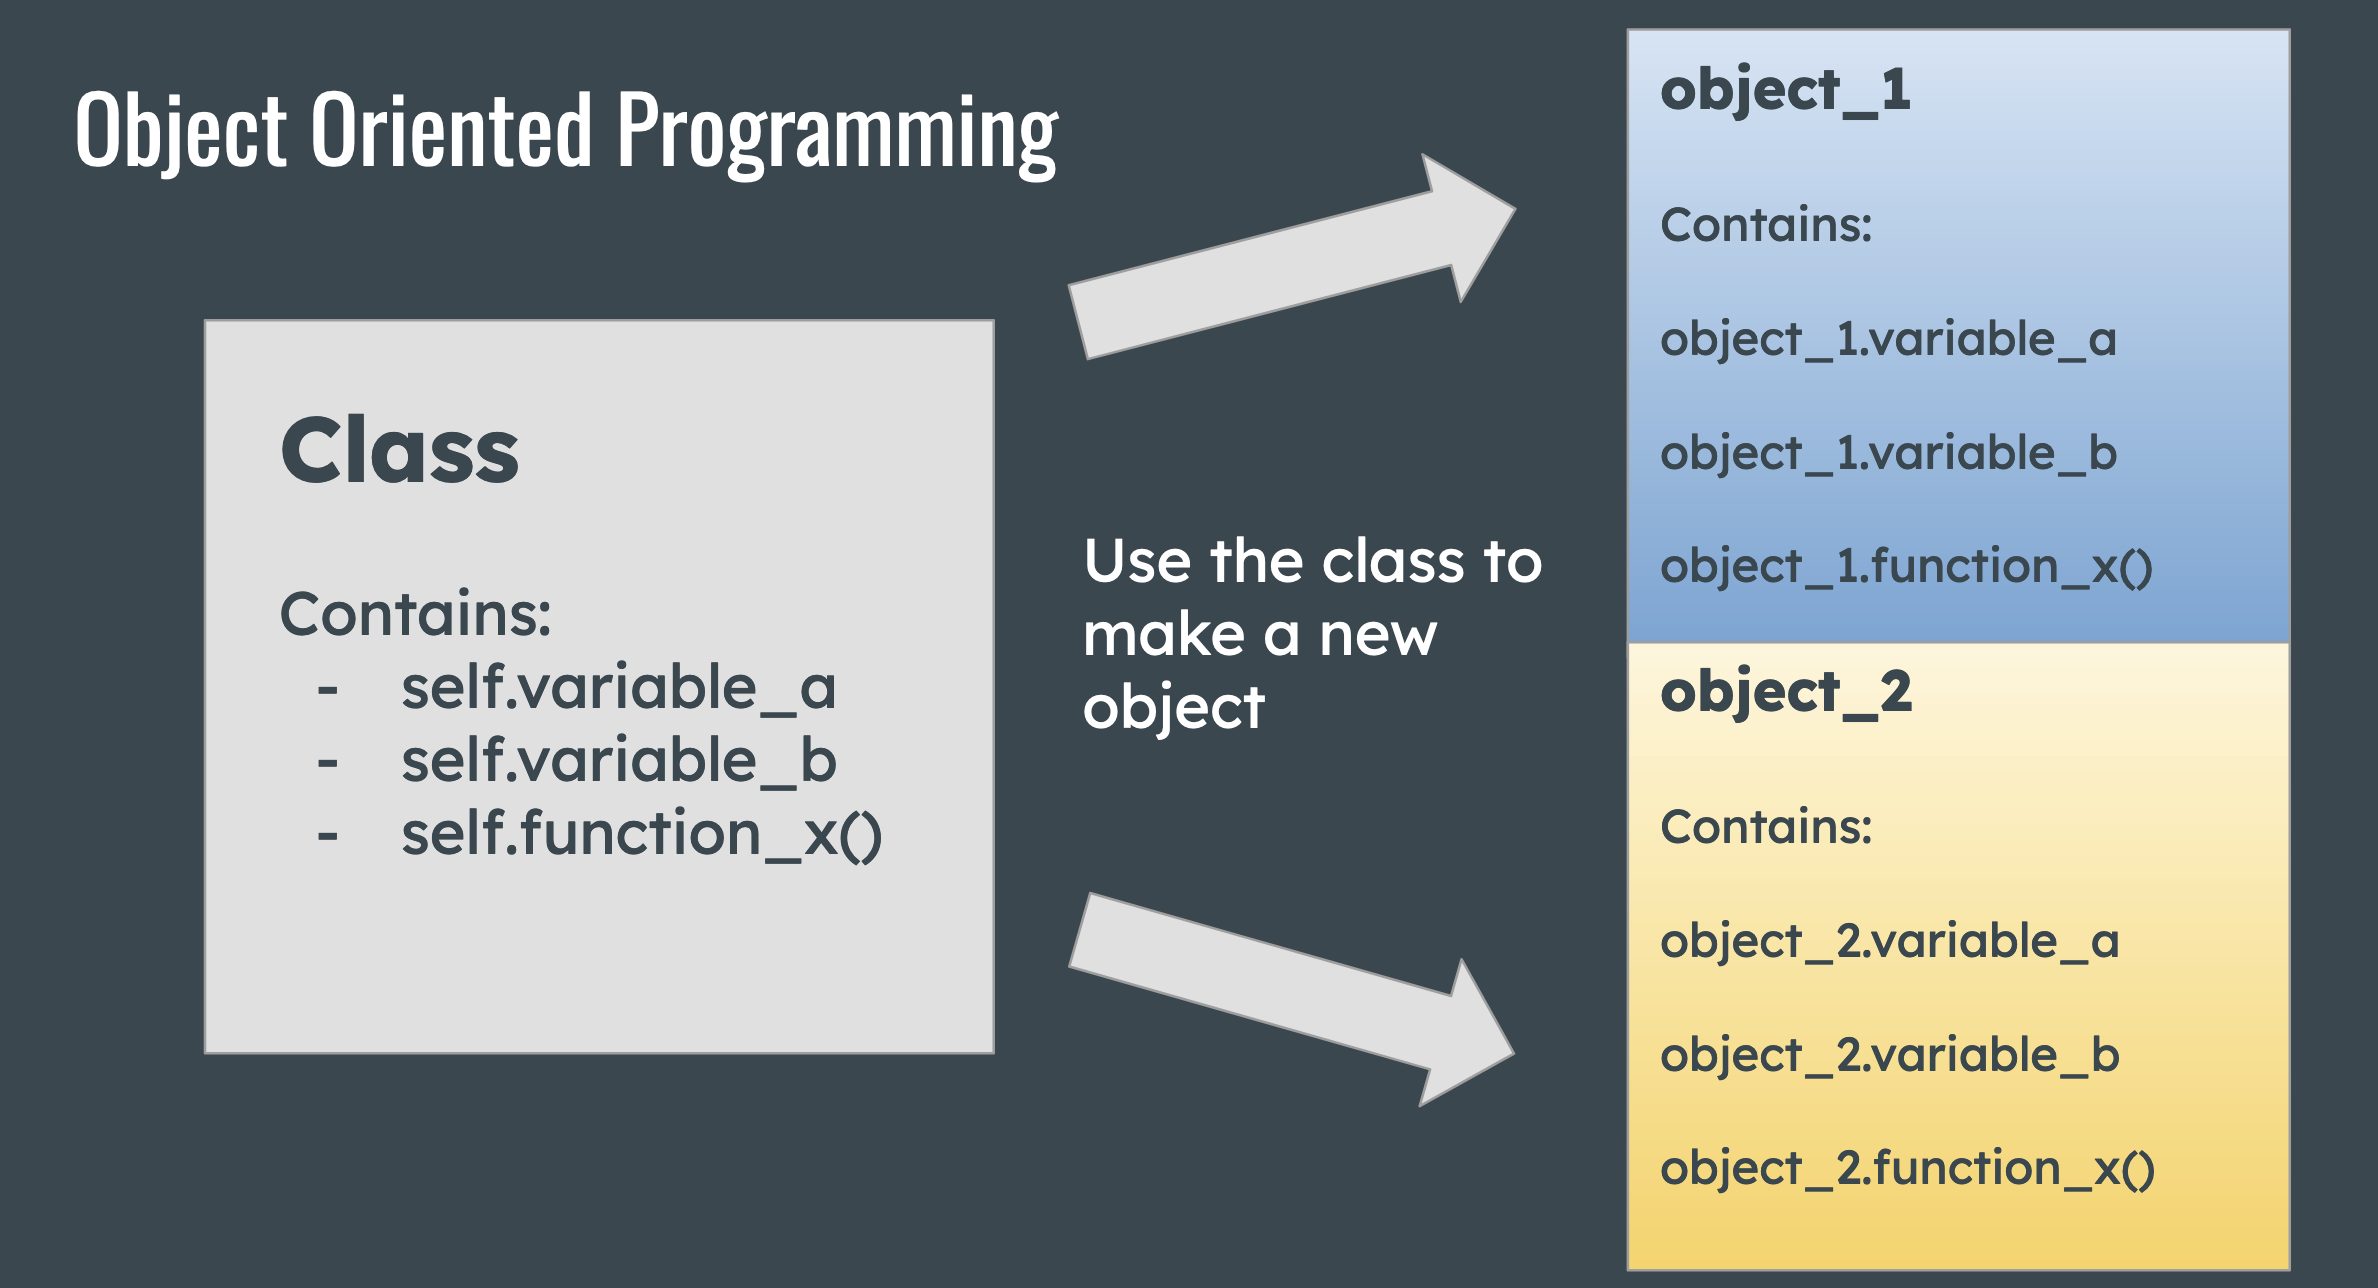 Object Oriented Programming
Class
Contains:
- self.variable_a
- self.variable_b
- self.function_x()
Use the class to
make a new
object
object_1
Contains:
object_1.variable_a
object_1.variable_b
object_1.function_x()
object_2
Contains:
object_2.variable_a
object_2.variable_b
object_2.function_x()